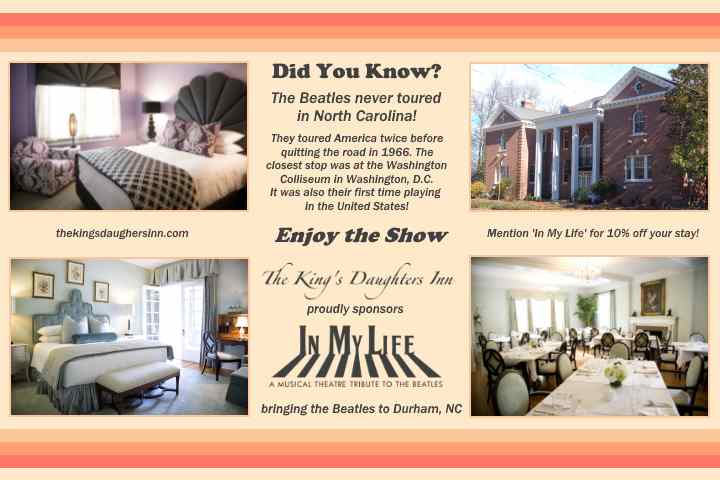 Did You Know?
The Beatles never toured
in North Carolina!
They toured America twice before
quitting the road in 1966. The
closest stop was at the Washington
Colliseum in Washington, D.C.
It was also their first time playing
in the United States!
thekingsdaughersinn.com
Enjoy the Show
Mention 'In My Life' for 10% off your stay!
The King's Daughters Inn
proudly sponsors
IN MY LIFE
A MUSICAL THEATRE TRIBUTE TO THE BEATLES
bringing the Beatles to Durham, NC